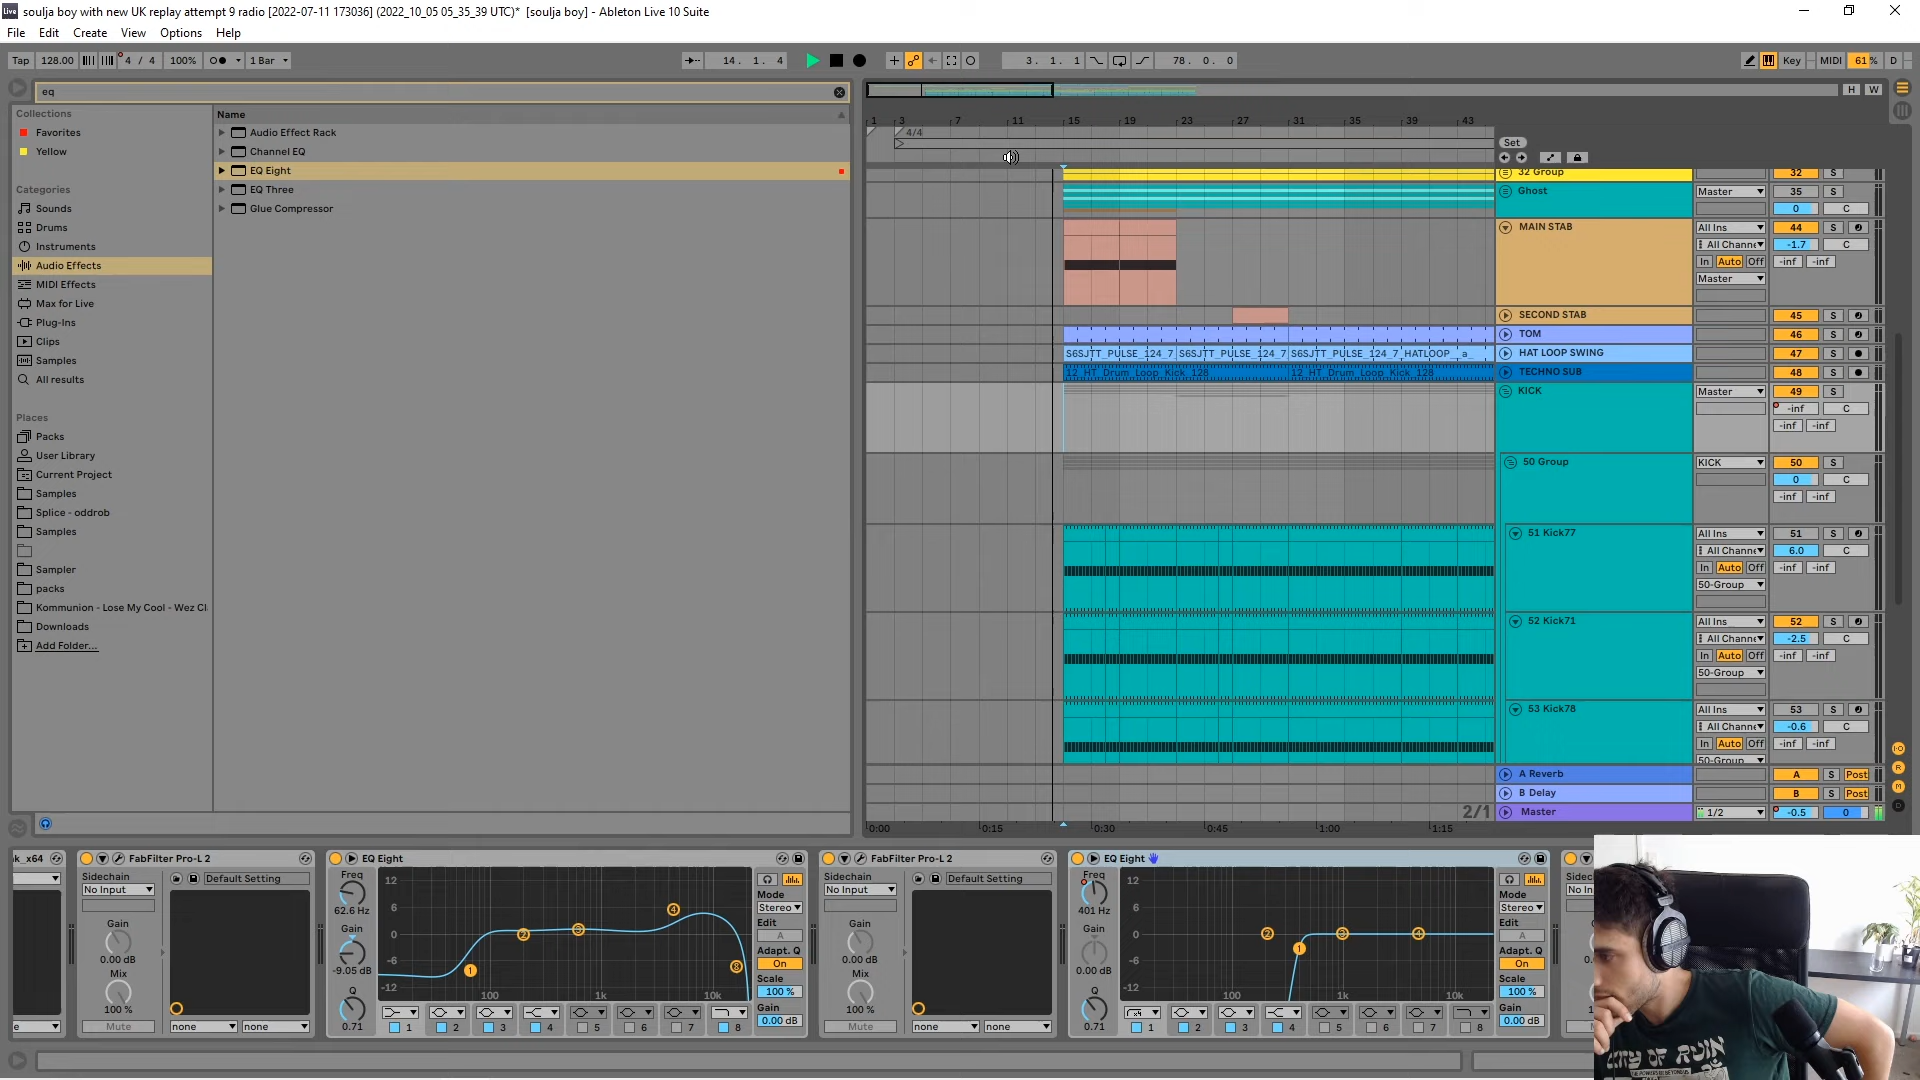 soulja boy with new UK replay attempt 9 radio [2022-07-11 173036] (2022_10_05 05_35_39 UTC)* [soulja boy] - Ableton Live 10 Suite
File Edit Create View Options Help
Tap 128.00 4 / 4 100% 1 Bar 14. 1. 4 3. 1. 1 78. 0. 0 Key MIDI 61 % D
eq
H W
Collections
Favorites
Yellow
Categories
Sounds
Drums
Instruments
Audio Effects
MIDI Effects
Max for Live
Plug-Ins
Clips
Samples
All results
Places
Packs
User Library
Current Project
Samples
Splice - oddrob
Samples
Sampler
packs
Kommunion - Lose My Cool - Wez Cl
Downloads
Add Folder...
Name
Audio Effect Rack
Channel EQ
EQ Eight
EQ Three
Glue Compressor
1 3 7 11 15 19 23 27 31 35 39 43
4/4
Set
32 Group 32 S
Ghost Master 35 S
0 C
MAIN STAB All Ins 44 S
All Channe -1.7 C
In Auto Off -inf -inf
Master
SECOND STAB 45 S
TOM 46 S
S6SJTT_PULSE_124_7 S6SJTT_PULSE_124_7 S6SJTT_PULSE_124_7_HATLOOP__a_ HAT LOOP SWING 47 S
12_HT_Drum_Loop_Kick_128 12_HT_Drum_Loop_Kick_128 TECHNO SUB 48 S
KICK Master 49 S
-inf C
-inf -inf
50 Group KICK 50 S
0 C
-inf -inf
51 Kick77 All Ins 51 S
All Channe 6.0 C
In Auto Off -inf -inf
50-Group
52 Kick71 All Ins 52 S
All Channe -2.5 C
In Auto Off -inf -inf
50-Group
53 Kick78 All Ins 53 S
All Channe -0.6 C
In Auto Off -inf -inf
50-Group
A Reverb A S Post
B Delay B S Post
2/1 Master 1/2 -0.5 0
0:00 0:15 0:30 0:45 1:00 1:15
k_x64
FabFilter Pro-L 2
Sidechain
No Input
Default Setting
Gain
0.00 dB
Mix
100 %
Mute
none none
EQ Eight
Freq
62.6 Hz
Gain
-9.05 dB
Q
0.71
12
6
0
-6
-12
100 1k 10k
1 2 3 4 8
1 2 3 4 5 6 7 8
Mode
Stereo
Edit
A
Adapt. Q
On
Scale
100 %
Gain
0.00 dB
FabFilter Pro-L 2
Sidechain
No Input
Default Setting
Gain
0.00 dB
Mix
100 %
Mute
none none
EQ Eight
Freq
401 Hz
Gain
0.00 dB
Q
0.71
12
6
0
-6
-12
100 1k 10k
2 1 3 4
1 2 3 4 5 6 7 8
Mode
Stereo
Edit
A
Adapt. Q
On
Scale
100 %
Gain
0.00 dB
Sidec
No In
CITY OF RUIN